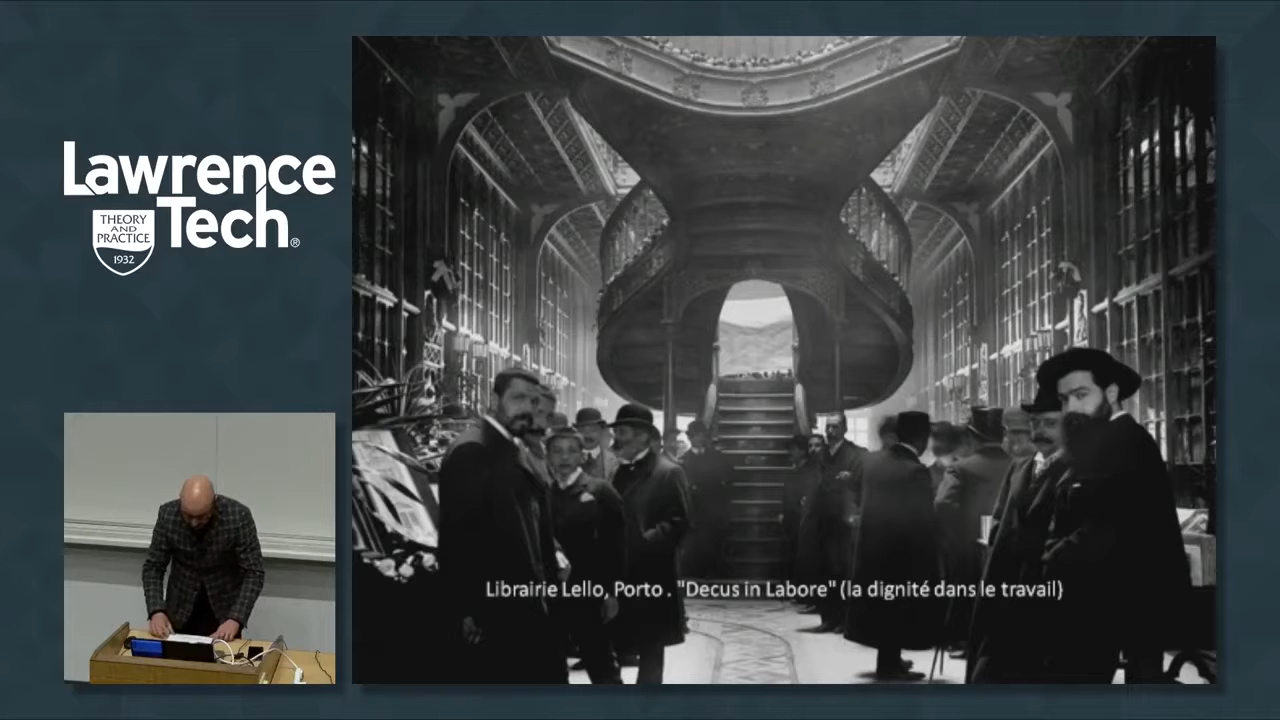 Lawrence
Tech®
THEORY
AND
PRACTICE
1932
Librairie Lello, Porto . "Decus in Labore" (la dignité dans le travail)